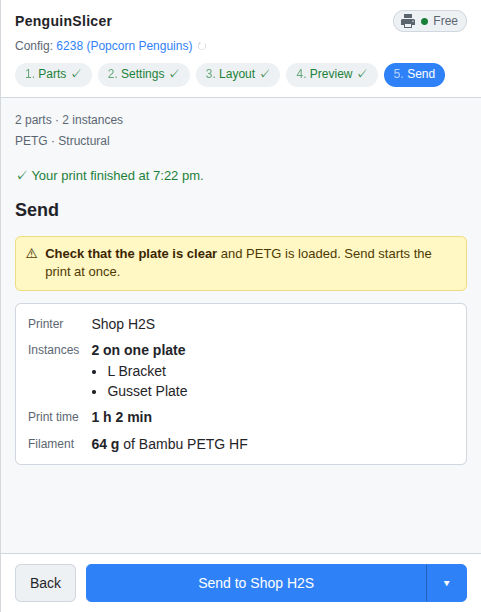 PenguinSlicer
Free
Config: 6238 (Popcorn Penguins)
1. Parts ✓
2. Settings ✓
3. Layout ✓
4. Preview ✓
5. Send
2 parts · 2 instances
PETG · Structural
✓ Your print finished at 7:22 pm.
Send
⚠ Check that the plate is clear and PETG is loaded. Send starts the
print at once.
Printer Shop H2S
Instances 2 on one plate
• L Bracket
• Gusset Plate
Print time 1 h 2 min
Filament 64 g of Bambu PETG HF
Back
Send to Shop H2S ▼